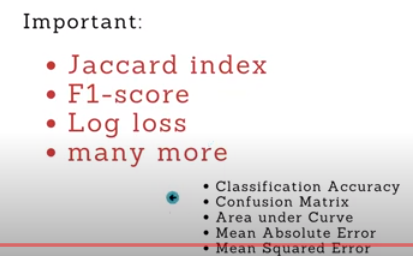 Important:
• Jaccard index
• F1-score
• Log loss
• many more
• Classification Accuracy
• Confusion Matrix
• Area under Curve
• Mean Absolute Error
• Mean Squared Error